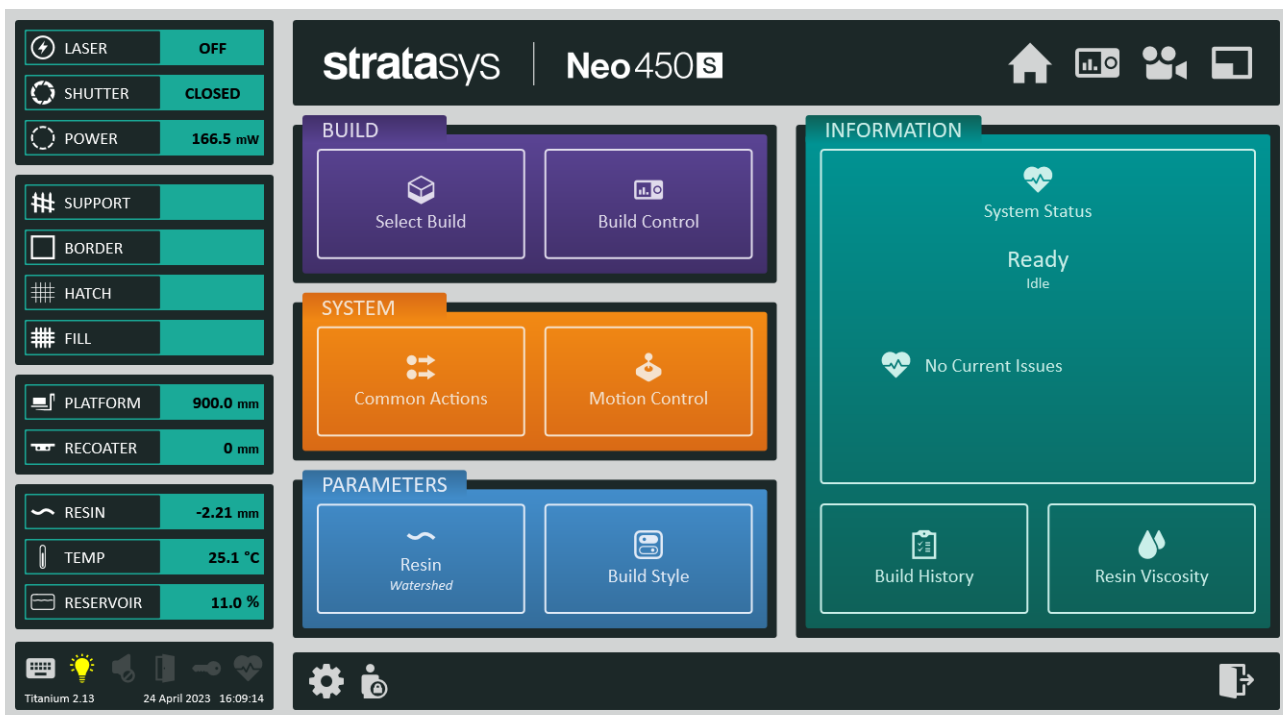 LASER OFF
SHUTTER CLOSED
POWER 166.5 mW
SUPPORT
BORDER
HATCH
FILL
PLATFORM 900.0 mm
RECOATER 0 mm
RESIN -2.21 mm
TEMP 25.1 °C
RESERVOIR 11.0 %
Titanium 2.13 24 April 2023 16:09:14
stratasys Neo450S
BUILD
Select Build
Build Control
SYSTEM
Common Actions
Motion Control
PARAMETERS
Resin
Watershed
Build Style
INFORMATION
System Status
Ready
Idle
No Current Issues
Build History
Resin Viscosity